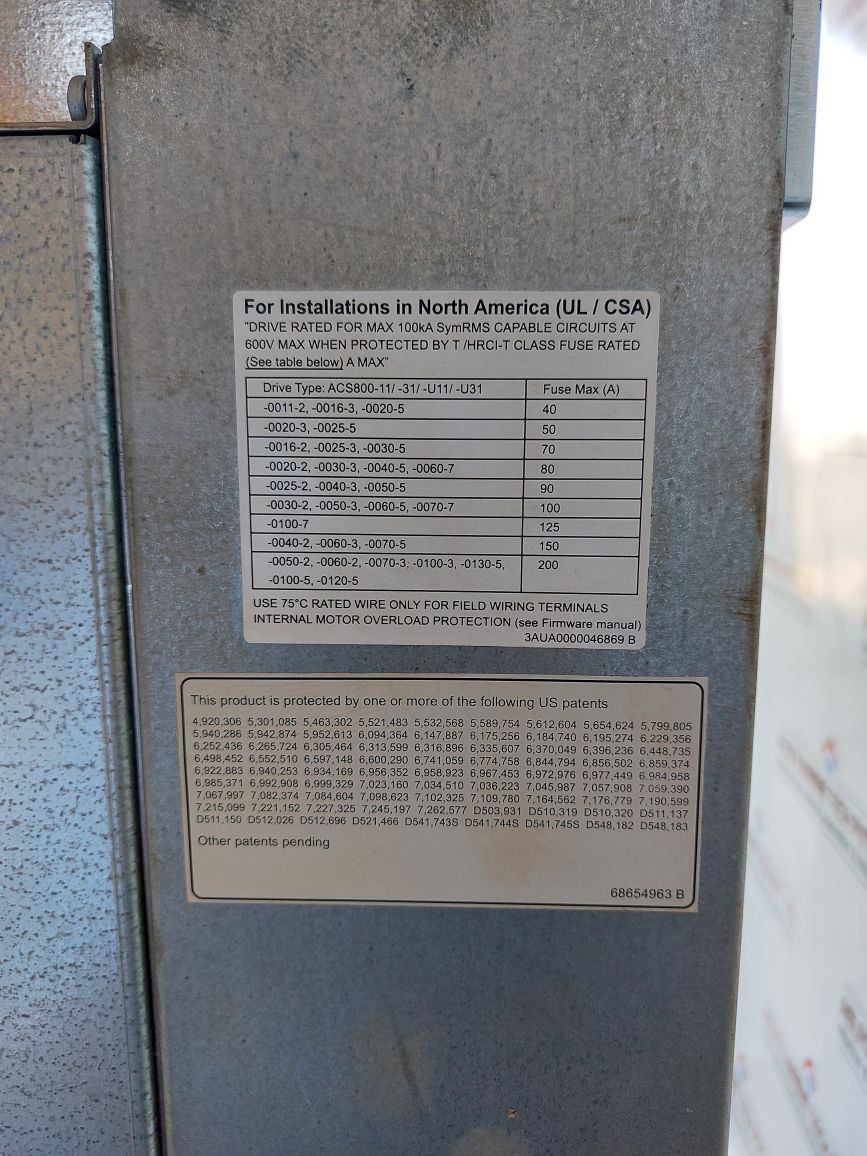 For Installations in North America (UL / CSA)
"DRIVE RATED FOR MAX 100kA SymRMS CAPABLE CIRCUITS AT
600V MAX WHEN PROTECTED BY T /HRCI-T CLASS FUSE RATED
(See table below) A MAX"
Drive Type: ACS800-11/ -31/ -U11/ -U31 Fuse Max (A)
-0011-2, -0016-3, -0020-5 40
-0020-3, -0025-5 50
-0016-2, -0025-3, -0030-5 70
-0020-2, -0030-3, -0040-5, -0060-7 80
-0025-2, -0040-3, -0050-5 90
-0030-2, -0050-3, -0060-5, -0070-7 100
-0100-7 125
-0040-2, -0060-3, -0070-5 150
-0050-2, -0060-2, -0070-3, -0100-3, -0130-5, 200
-0100-5, -0120-5
USE 75°C RATED WIRE ONLY FOR FIELD WIRING TERMINALS
INTERNAL MOTOR OVERLOAD PROTECTION (see Firmware manual)
3AUA0000046869 B
This product is protected by one or more of the following US patents
4,920,306 5,301,085 5,463,302 5,521,483 5,532,568 5,589,754 5,612,604 5,654,624 5,799,805
5,940,286 5,942,874 5,952,613 6,094,364 6,147,887 6,175,256 6,184,740 6,195,274 6,229,356
6,252,436 6,265,724 6,305,464 6,313,599 6,316,896 6,335,607 6,370,049 6,396,236 6,448,735
6,498,452 6,552,510 6,597,148 6,600,290 6,741,059 6,774,758 6,844,794 6,856,502 6,859,374
6,922,883 6,940,253 6,934,169 6,956,352 6,958,923 6,967,453 6,972,976 6,977,449 6,984,958
6,985,371 6,992,908 6,999,329 7,023,160 7,034,510 7,036,223 7,045,987 7,057,908 7,059,390
7,067,997 7,082,374 7,084,604 7,098,623 7,102,325 7,109,780 7,164,562 7,176,779 7,190,599
7,215,099 7,221,152 7,227,325 7,245,197 7,262,577 D503,931 D510,319 D510,320 D511,137
D511,150 D512,026 D512,696 D521,466 D541,743S D541,744S D541,745S D548,182 D548,183
Other patents pending
68654963 B